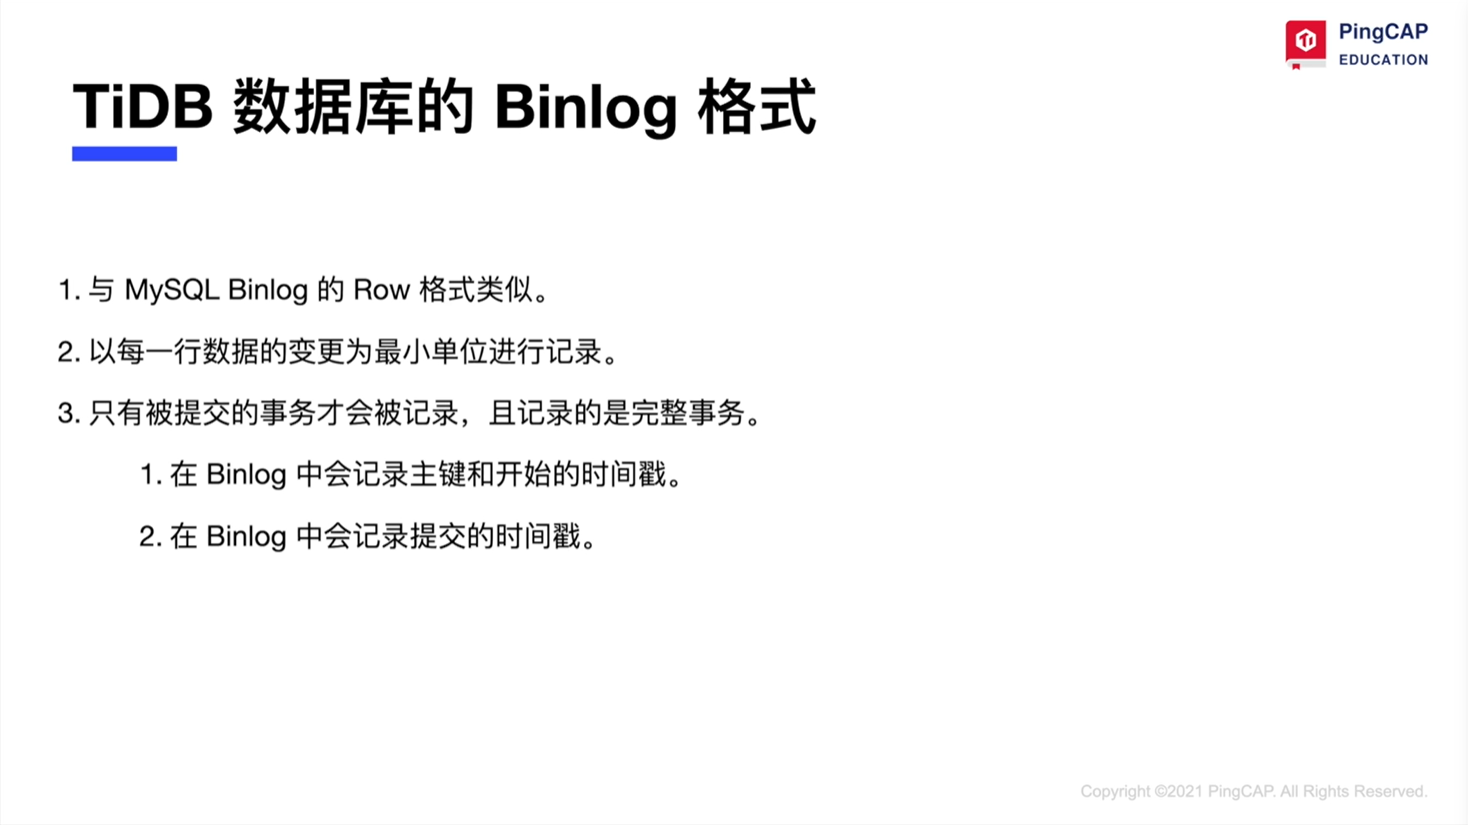 PingCAP
EDUCATION
TiDB 数据库的 Binlog 格式
1. 与 MySQL Binlog 的 Row 格式类似。
2. 以每一行数据的变更为最小单位进行记录。
3. 只有被提交的事务才会被记录，且记录的是完整事务。
1. 在 Binlog 中会记录主键和开始的时间戳。
2. 在 Binlog 中会记录提交的时间戳。
Copyright ©2021 PingCAP. All Rights Reserved.